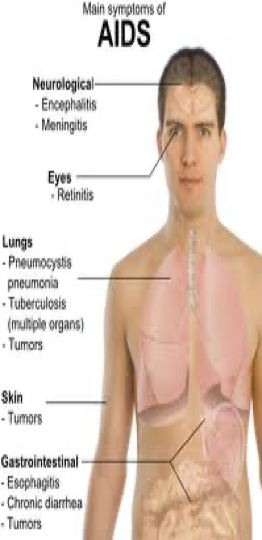 Main symptoms of
AIDS
Neurological
- Encephalitis
- Meningitis
Eyes
- Retinitis
Lungs
- Pneumocystis
pneumonia
- Tuberculosis
(multiple organs)
- Tumors
Skin
- Tumors
Gastrointestinal
- Esophagitis
- Chronic diarrhea
- Tumors